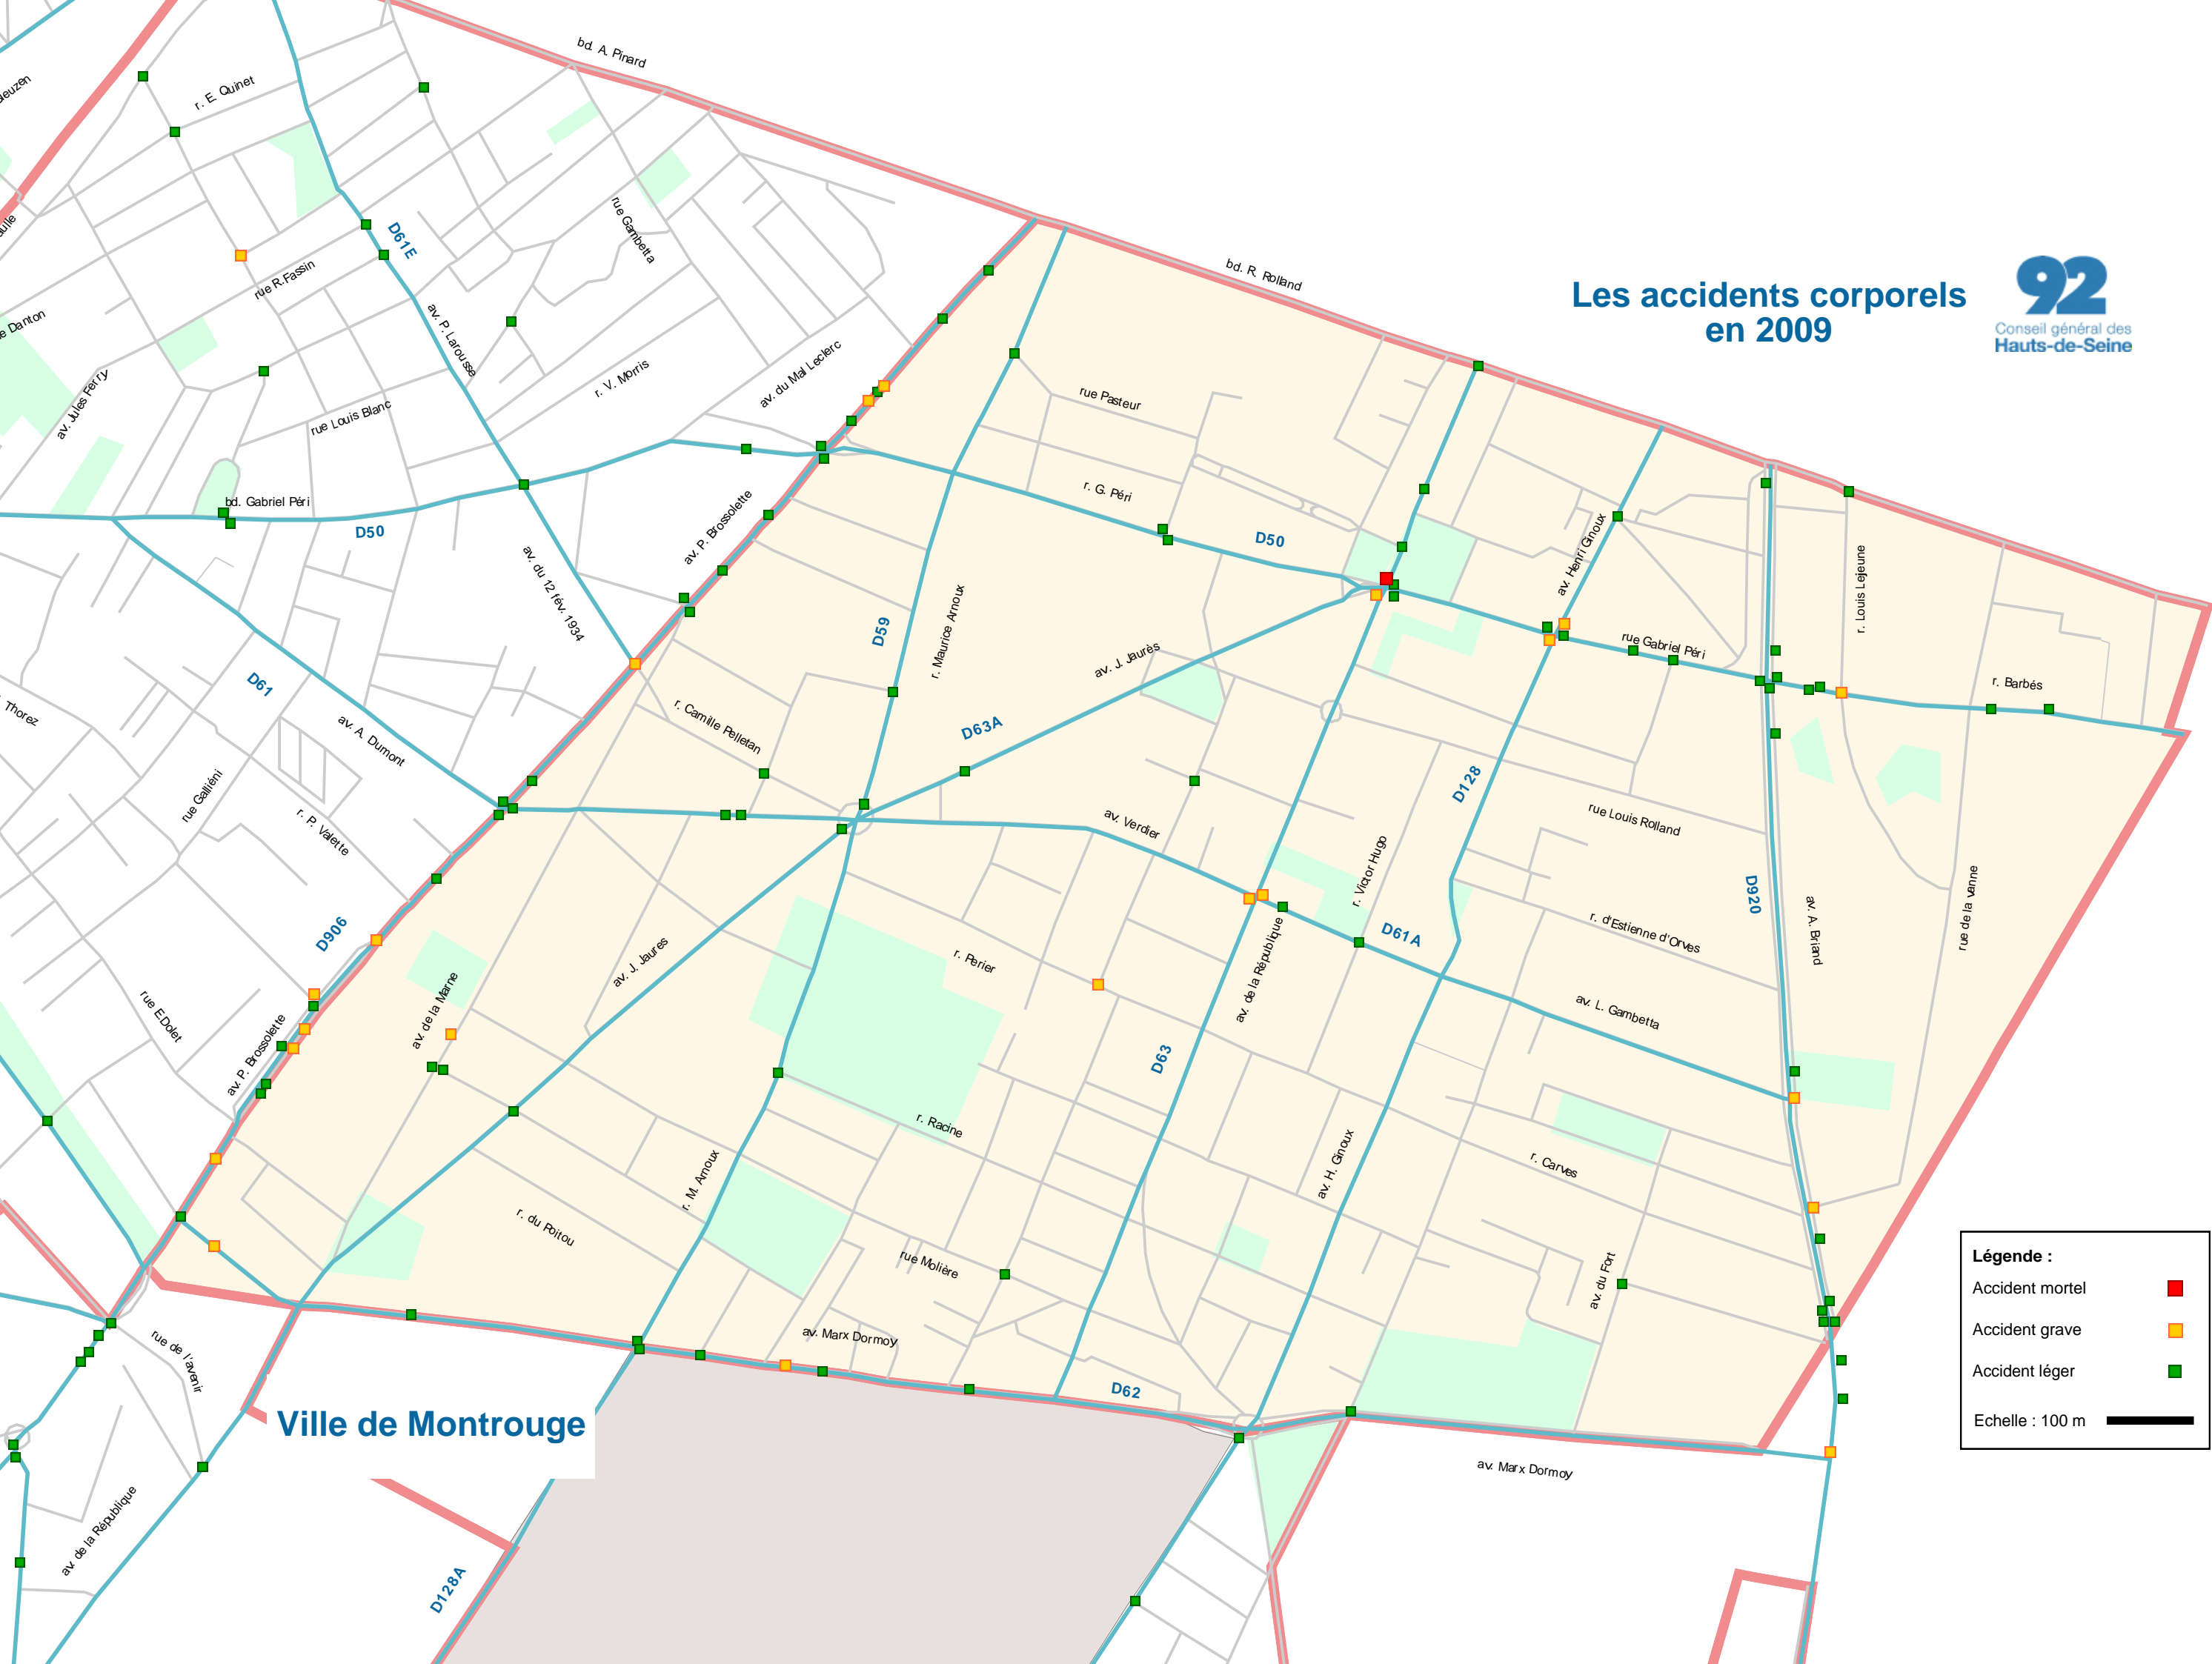 bd. A. Pinard
r. E. Quinet
rue Gambetta
D61E
rue R.Fassin
av. P. Larousse
bd. R. Rolland
Les accidents corporels
en 2009
92
Conseil général des
Hauts-de-Seine
e Danton
av. Jules Ferry
rue Louis Blanc
r. V. Morris
av. du Mal Leclerc
rue Pasteur
bd. Gabriel Péri
D50
av. P. Brossolette
r. G. Péri
D50
av. Henri Ginoux
r. Louis Lejeune
av. du 12 fév. 1934
D59
r. Maurice Arnoux
av. J. Jaurès
rue Gabriel Péri
r. Barbés
D61
Thorez
av. A. Dumont
r. Camille Pelletan
D63A
D128
rue Galliéni
r. P. Valette
av. Verdier
r. Victor Hugo
rue Louis Rolland
D920
av. A. Briand
rue de la vanne
D906
av. J. Jaures
r. Perier
av. de la République
D61A
r. d'Estienne d'Orves
rue E.Dolet
av. P. Brossolette
av. de la Marne
D63
av. L. Gambetta
r. Racine
r. M. Arnoux
av. H. Ginoux
r. Carves
r. du Poitou
rue Molière
av. du Fort
rue de l'avenir
av. Marx Dormoy
D62
Légende :
Accident mortel
Accident grave
Accident léger
Echelle : 100 m
Ville de Montrouge
av. Marx Dormoy
av. de la République
D128A